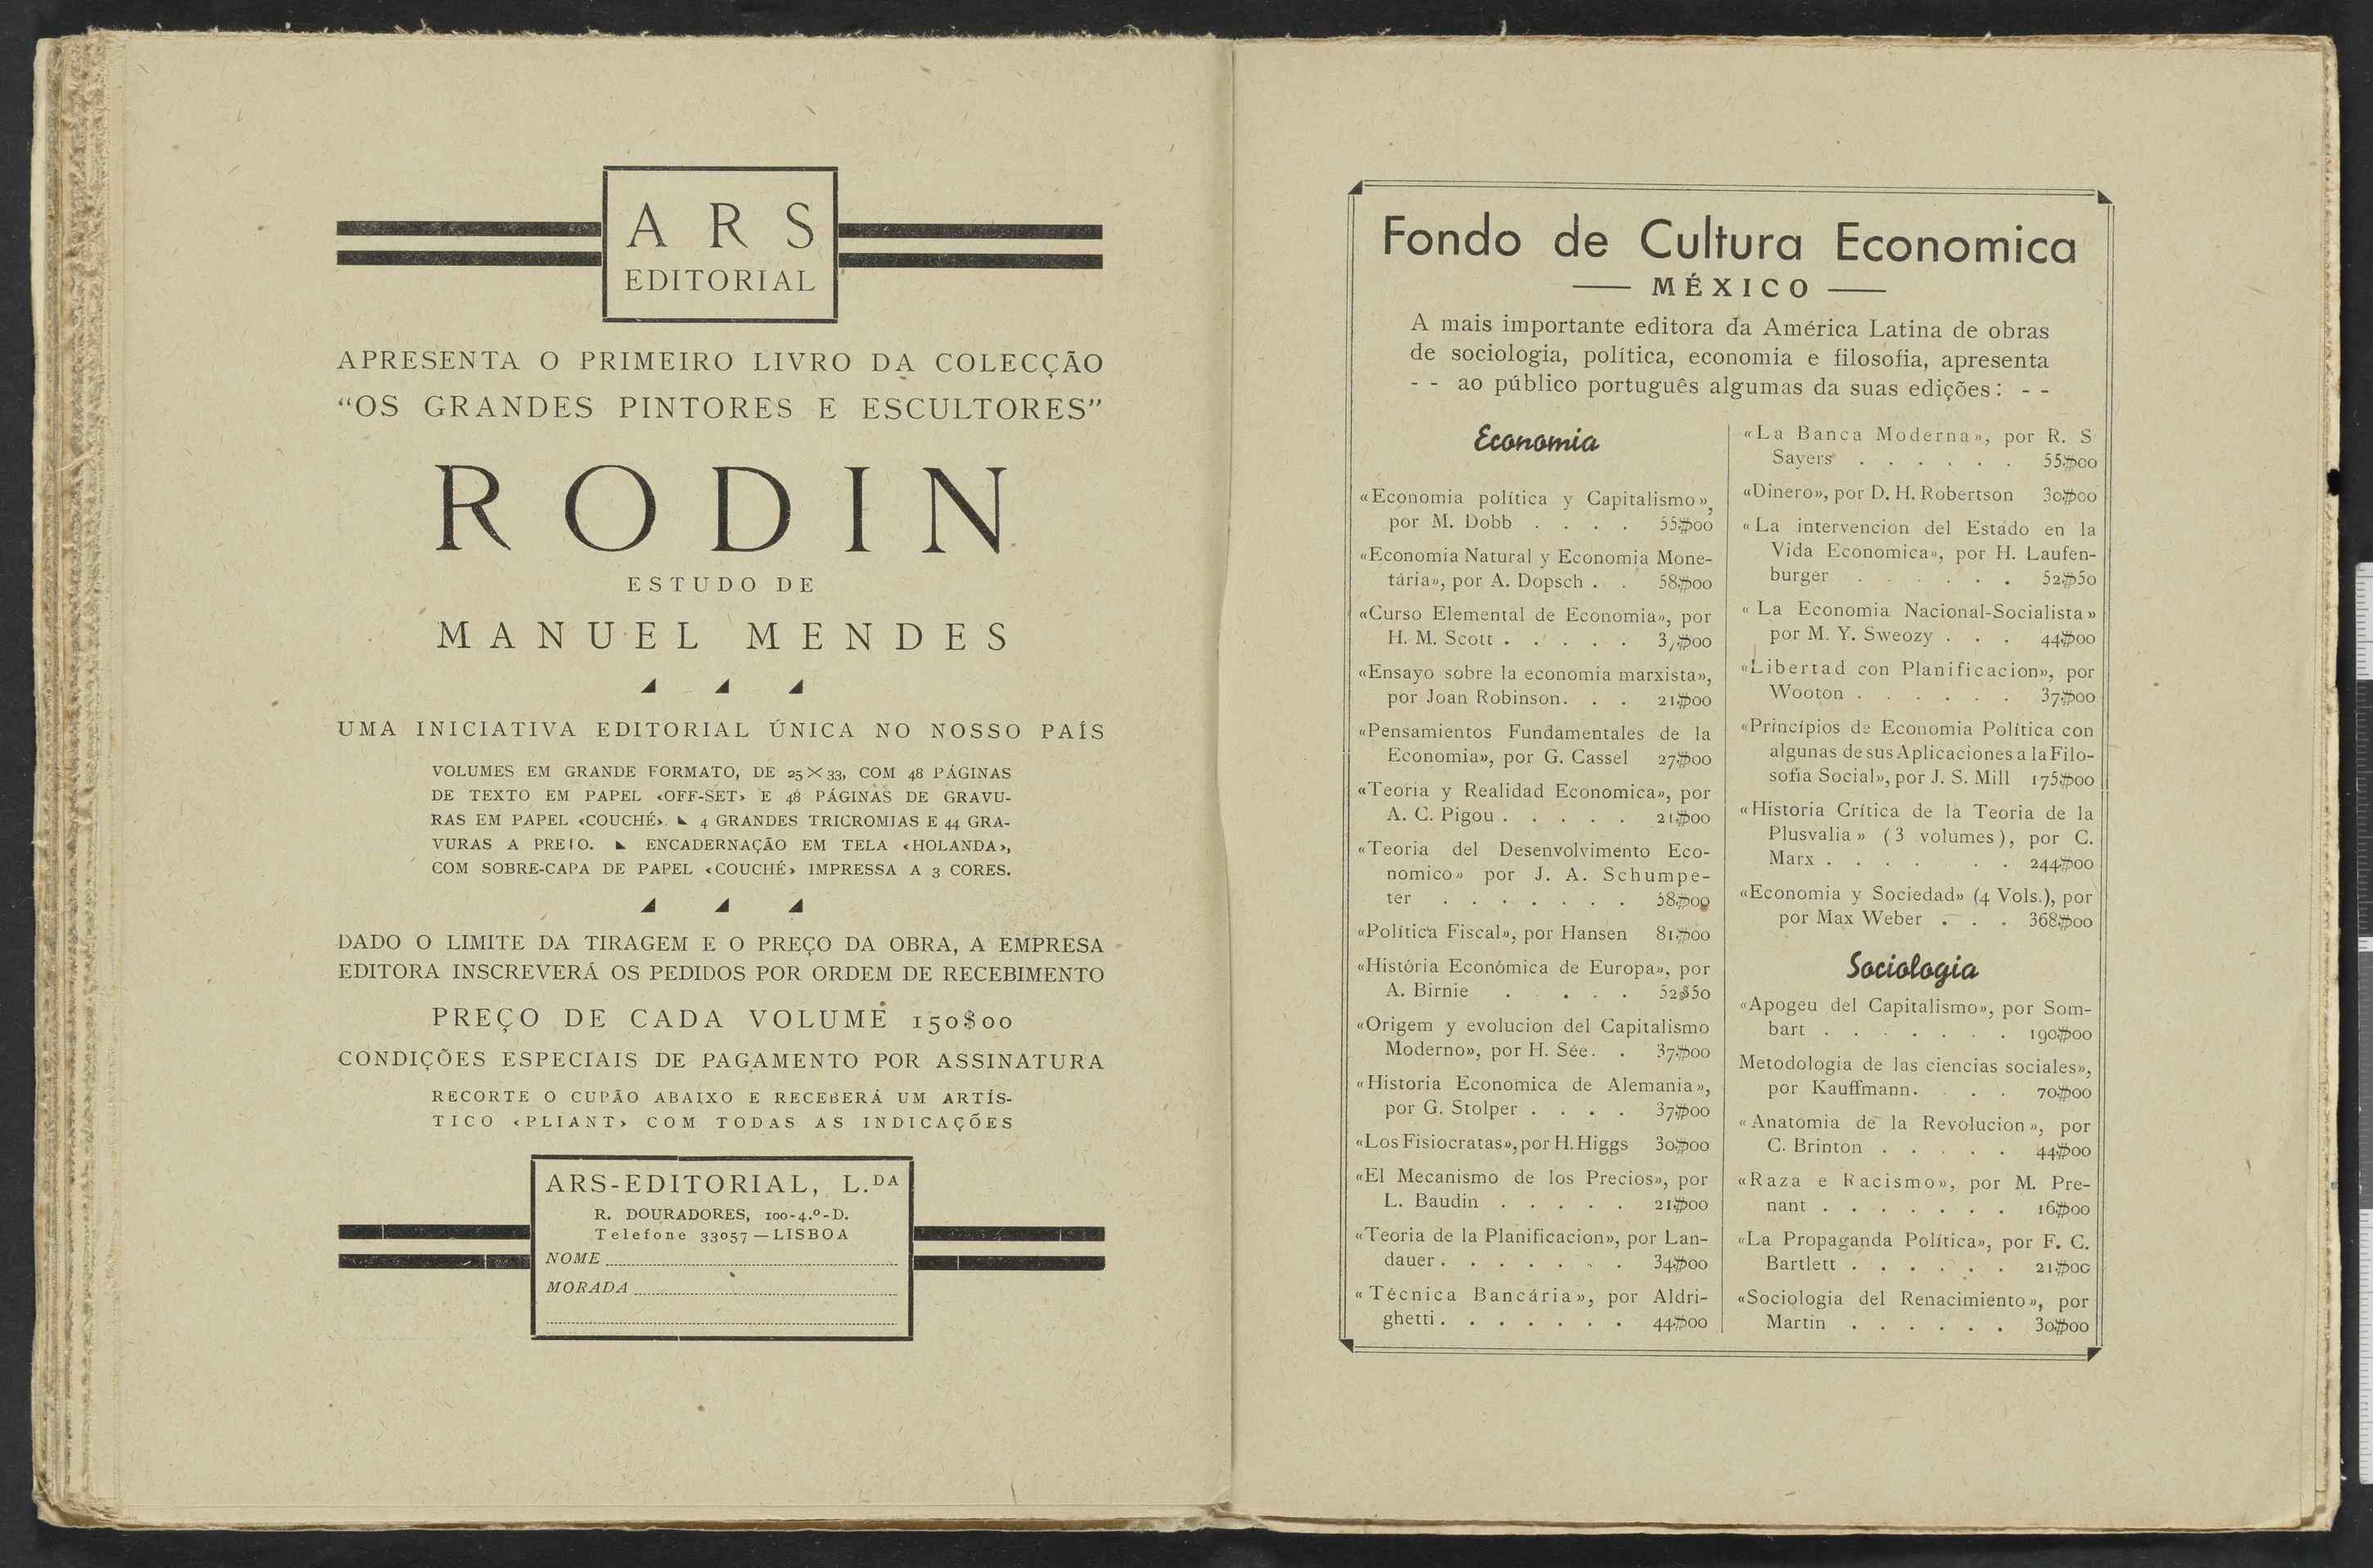 ARS
EDITORIAL
APRESENTA O PRIMEIRO LIVRO DA COLECÇÃO
“OS GRANDES PINTORES E ESCULTORES”
RODIN
ESTUDO DE
MANUEL MENDES
UMA INICIATIVA EDITORIAL ÚNICA NO NOSSO PAÍS
VOLUMES EM GRANDE FORMATO, DE 25×33, COM 48 PÁGINAS
DE TEXTO EM PAPEL ‹OFF-SET› E 48 PÁGINAS DE GRAVU-
RAS EM PAPEL ‹COUCHÉ». ◣ 4 GRANDES TRICROMIAS E 44 GRA-
VURAS A PRETO. ◣ ENCADERNAÇÃO EM TELA ‹HOLANDA›,
COM SOBRE-CAPA DE PAPEL ‹COUCHÉ› IMPRESSA A 3 CORES.
DADO O LIMITE DA TIRAGEM E O PREÇO DA OBRA, A EMPRESA
EDITORA INSCREVERÁ OS PEDIDOS POR ORDEM DE RECEBIMENTO
PREÇO DE CADA VOLUME 150$00
CONDIÇÕES ESPECIAIS DE PAGAMENTO POR ASSINATURA
RECORTE O CUPÃO ABAIXO E RECEBERÁ UM ARTÍS-
TICO ‹PLIANT› COM TODAS AS INDICAÇÕES
ARS-EDITORIAL, L.DA
R. DOURADORES, 100-4.º-D.
Telefone 33057—LISBOA
NOME
MORADA
Fondo de Cultura Economica
— MÉXICO —
A mais importante editora da América Latina de obras
de sociologia, política, economia e filosofia, apresenta
- - ao público português algumas da suas edições: - -
Economia
«Economia política y Capitalismo»,
por M. Dobb . . . . 55$00
«Economia Natural y Economia Mone-
tária», por A. Dopsch . . 58$00
«Curso Elemental de Economia», por
H. M. Scott . . . . .
«Ensayo sobre la economía marxista»,
por Joan Robinson. . . 21$00
«Pensamientos Fundamentales de la
Economia», por G. Cassel 27$00
«Teoria y Realidad Economica», por
A. C. Pigou . . . . . 21$00
«Teoria del Desenvolvimento Eco-
nomico» por J. A. Schumpe-
ter . . . . . . . 58$00
«Política Fiscal», por Hansen 81$00
«História Económica de Europa», por
A. Birnie . . . . 52$50
«Origem y evolucion del Capitalismo
Moderno», por H. Sée. . 37$00
«Historia Economica de Alemania»,
por G. Stolper . . . . 37$00
«Los Fisiocratas», por H. Higgs 30$00
«El Mecanismo de los Precios», por
L. Baudin . . . . . 21$00
«Teoria de la Planificacion», por Lan-
dauer . . . . . . . 34$00
«Técnica Bancária», por Aldri-
ghetti . . . . . . . 44$00
«La Banca Moderna», por R. S
Sayers . . . . . . 55$00
«Dinero», por D. H. Robertson 30$00
«La intervencion del Estado en la
Vida Economica», por H. Laufen-
burger . . . . . . 52$50
«La Economia Nacional-Socialista»
por M. Y. Sweozy . . . 44$00
«Libertad con Planificacion», por
Wooton . . . . . . 37$00
«Princípios de Economia Política con
algunas de sus Aplicaciones a la Filo-
sofia Social», por J. S. Mill 175$00
«Historia Crítica de la Teoria de la
Plusvalia» (3 volumes), por C.
Marx . . . . . . 244$00
«Economia y Sociedad» (4 Vols.), por
por Max Weber . . . 368$00
Sociologia
«Apogeu del Capitalismo», por Som-
bart . . . . . . . 190$00
Metodologia de las ciencias sociales»,
por Kauffmann. . . 70$00
«Anatomia de la Revolucion», por
C. Brinton . . . . . 44$00
«Raza e Racismo», por M. Pre-
nant . . . . . . . 16$00
«La Propaganda Política», por F. C.
Bartlett . . . . . . 21$00
«Sociologia del Renacimiento», por
Martin . . . . . . 30$00